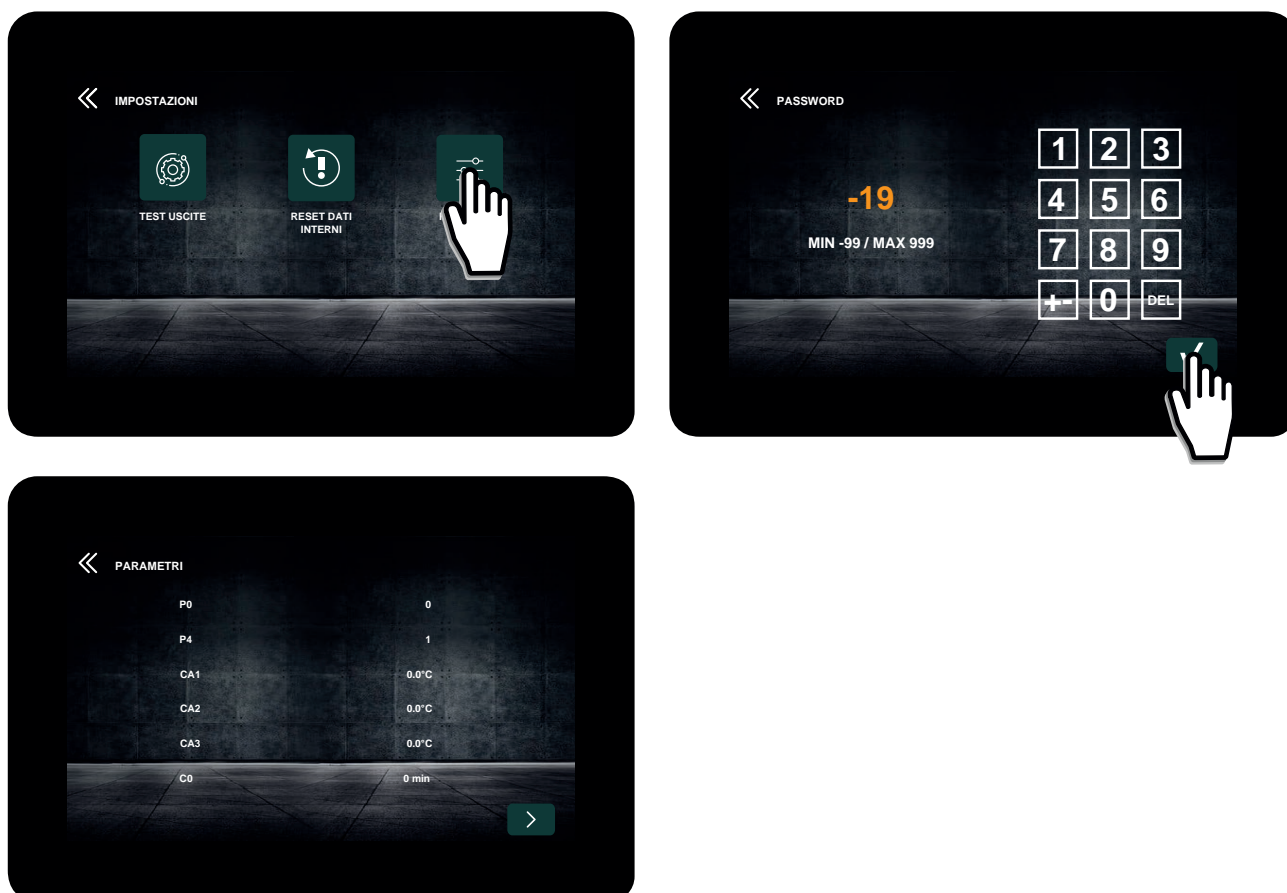 IMPOSTAZIONI
TEST USCITE
RESET DATI
INTERNI
PASSWORD
-19
MIN -99 / MAX 999
1 2 3
4 5 6
7 8 9
+- 0 DEL
PARAMETRI
P0 0
P4 1
CA1 0.0°C
CA2 0.0°C
CA3 0.0°C
C0 0 min